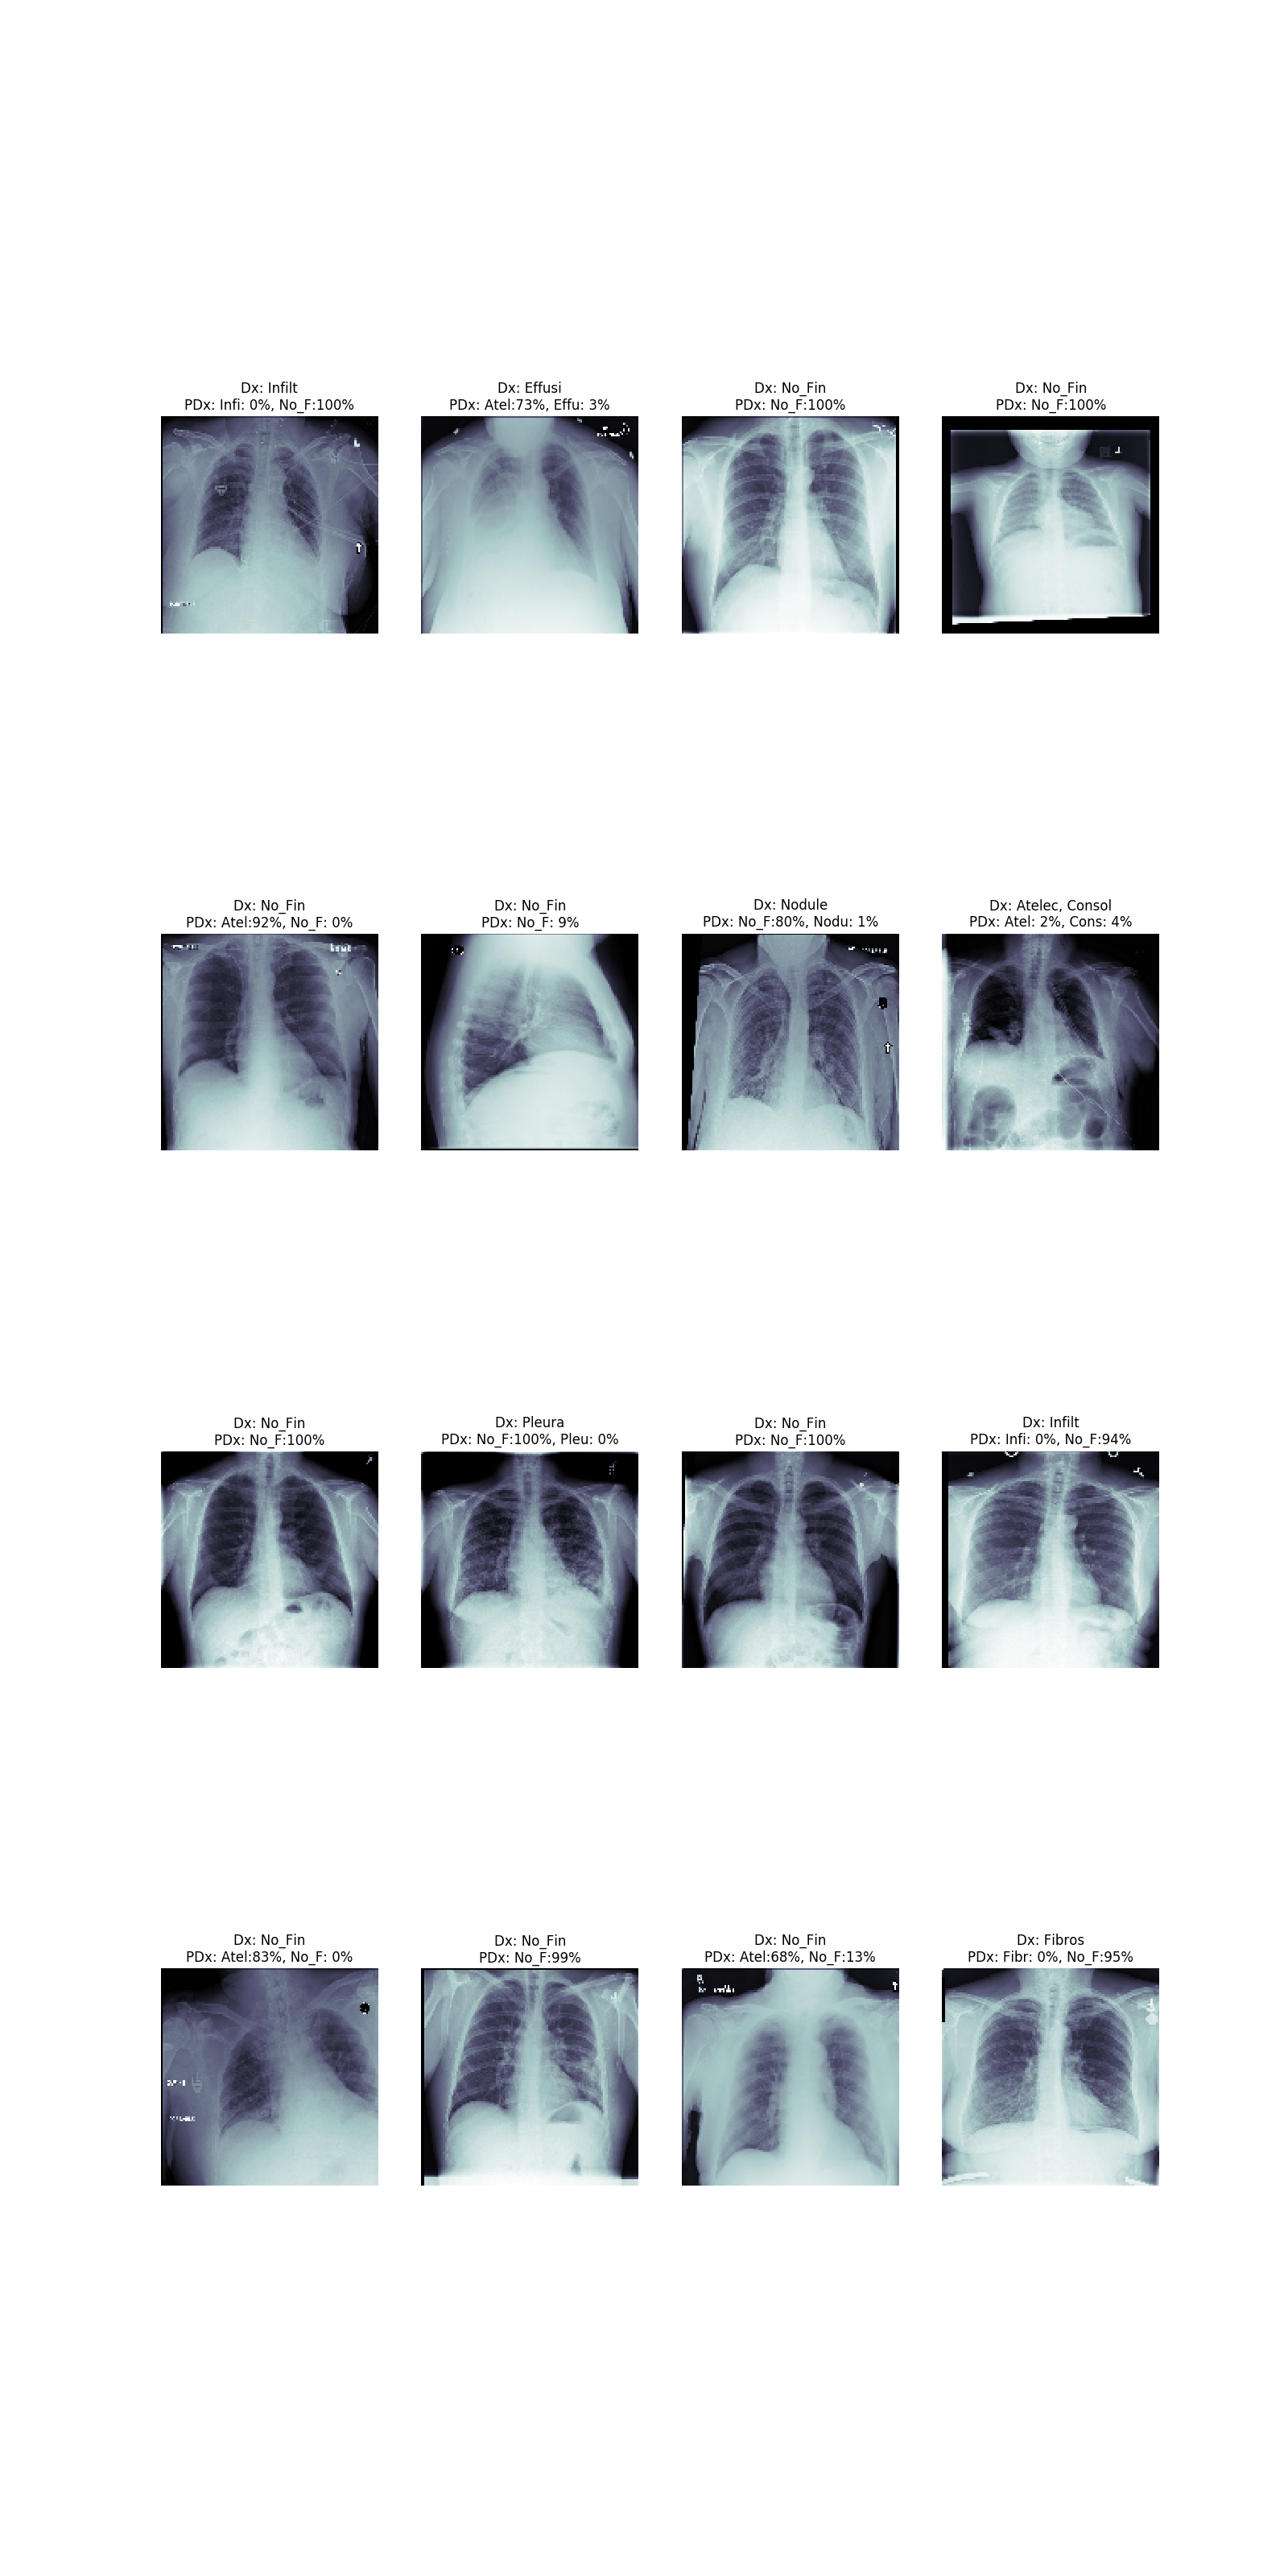 Dx: Infilt
PDx: Infi: 0%, No_F:100%
Dx: Effusi
PDx: Atel:73%, Effu: 3%
Dx: No_Fin
PDx: No_F:100%
Dx: No_Fin
PDx: No_F:100%
Dx: No_Fin
PDx: Atel:92%, No_F: 0%
Dx: No_Fin
PDx: No_F: 9%
Dx: Nodule
PDx: No_F:80%, Nodu: 1%
Dx: Atelec, Consol
PDx: Atel: 2%, Cons: 4%
Dx: No_Fin
PDx: No_F:100%
Dx: Pleura
PDx: No_F:100%, Pleu: 0%
Dx: No_Fin
PDx: No_F:100%
Dx: Infilt
PDx: Infi: 0%, No_F:94%
Dx: No_Fin
PDx: Atel:83%, No_F: 0%
Dx: No_Fin
PDx: No_F:99%
Dx: No_Fin
PDx: Atel:68%, No_F:13%
Dx: Fibros
PDx: Fibr: 0%, No_F:95%